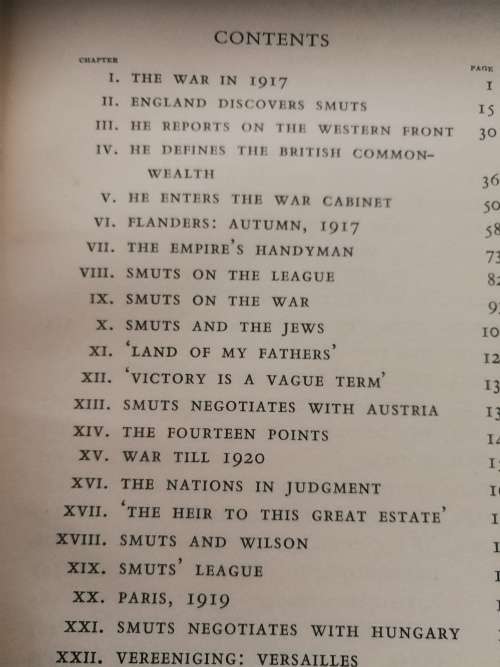 CONTENTS
CHAPTER PAGE
I. THE WAR IN 1917 1
II. ENGLAND DISCOVERS SMUTS 15
III. HE REPORTS ON THE WESTERN FRONT 30
IV. HE DEFINES THE BRITISH COMMON-
WEALTH 36
V. HE ENTERS THE WAR CABINET 50
VI. FLANDERS: AUTUMN, 1917 58
VII. THE EMPIRE'S HANDYMAN 73
VIII. SMUTS ON THE LEAGUE 82
IX. SMUTS ON THE WAR
X. SMUTS AND THE JEWS
XI. 'LAND OF MY FATHERS'
XII. 'VICTORY IS A VAGUE TERM'
XIII. SMUTS NEGOTIATES WITH AUSTRIA
XIV. THE FOURTEEN POINTS
XV. WAR TILL 1920
XVI. THE NATIONS IN JUDGMENT
XVII. 'THE HEIR TO THIS GREAT ESTATE'
XVIII. SMUTS AND WILSON
XIX. SMUTS' LEAGUE
XX. PARIS, 1919
XXI. SMUTS NEGOTIATES WITH HUNGARY
XXII. VEREENIGING: VERSAILLES